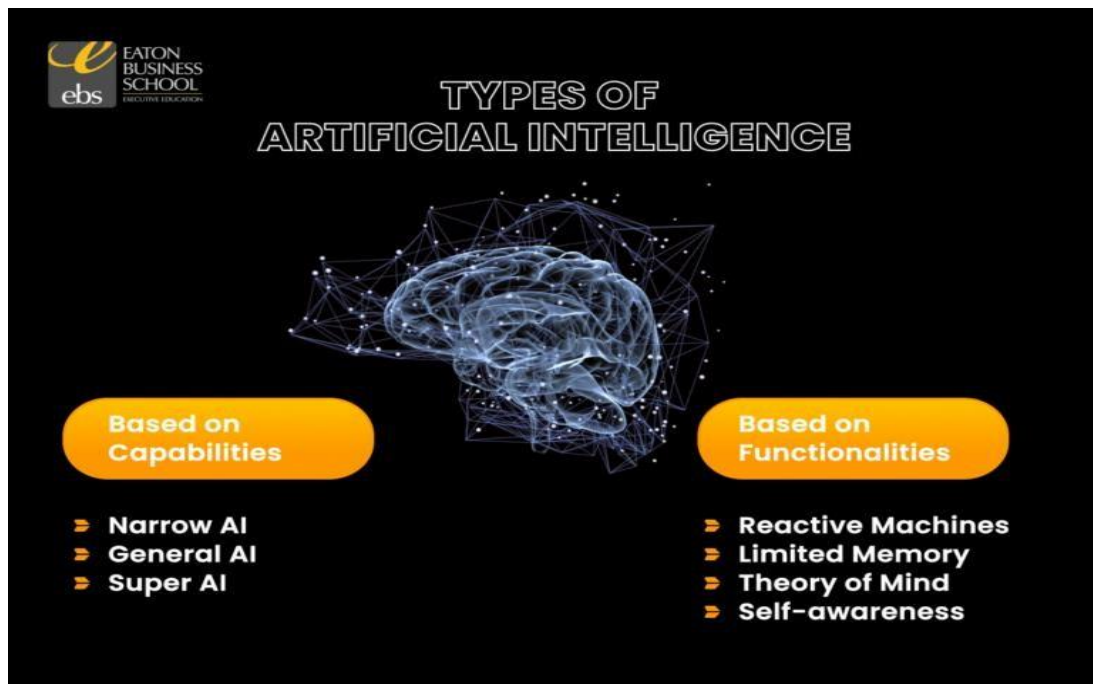 EATON
BUSINESS
SCHOOL
EXECUTIVE EDUCATION
ebs
TYPES OF
ARTIFICIAL INTELLIGENCE
Based on
Capabilities
Narrow AI
General AI
Super AI
Based on
Functionalities
Reactive Machines
Limited Memory
Theory of Mind
Self-awareness